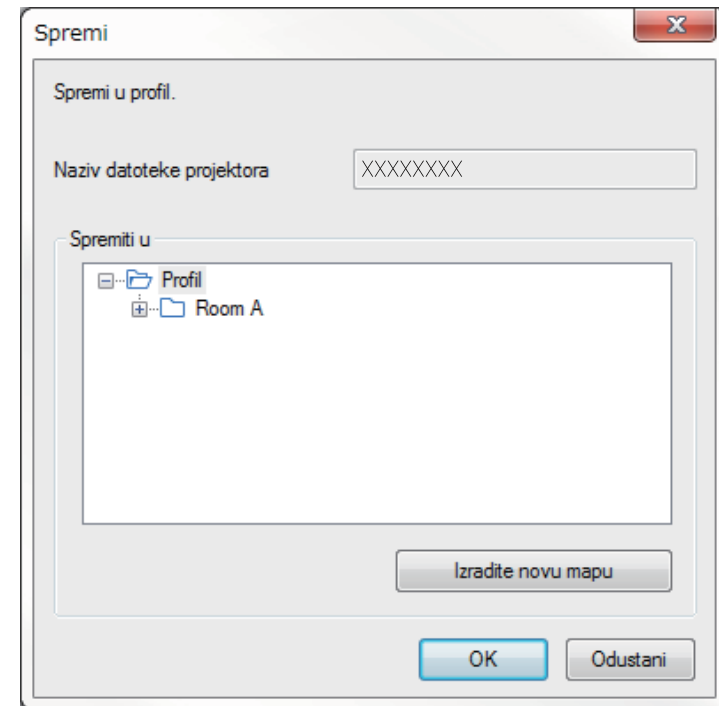 Spremi
Spremi u profil.
Naziv datoteke projektora XXXXXXXX
Spremiti u
Profil
Room A
Izradite novu mapu
OK Odustani